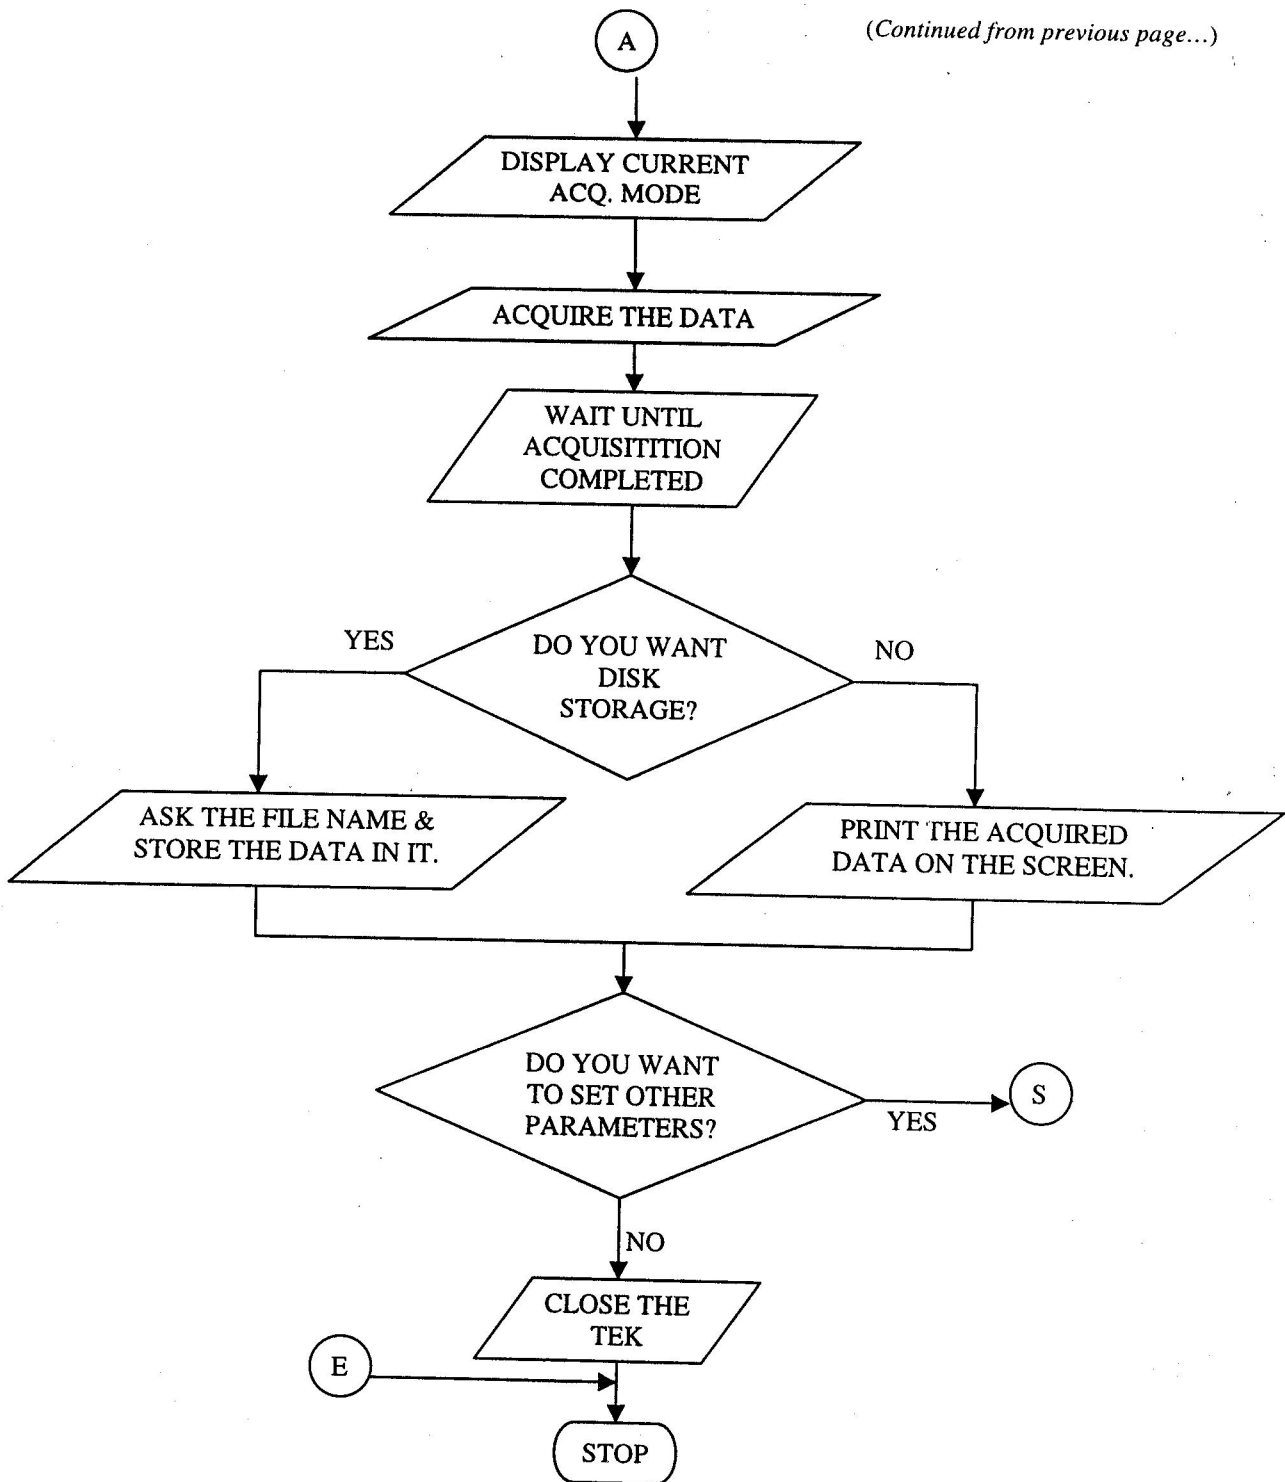 (Continued from previous page...)
A
DISPLAY CURRENT
ACQ. MODE
ACQUIRE THE DATA
WAIT UNTIL
ACQUISITITION
COMPLETED
YES
DO YOU WANT
DISK
STORAGE?
NO
ASK THE FILE NAME &
STORE THE DATA IN IT.
PRINT THE ACQUIRED
DATA ON THE SCREEN.
DO YOU WANT
TO SET OTHER
PARAMETERS?
YES
S
NO
CLOSE THE
TEK
E
STOP